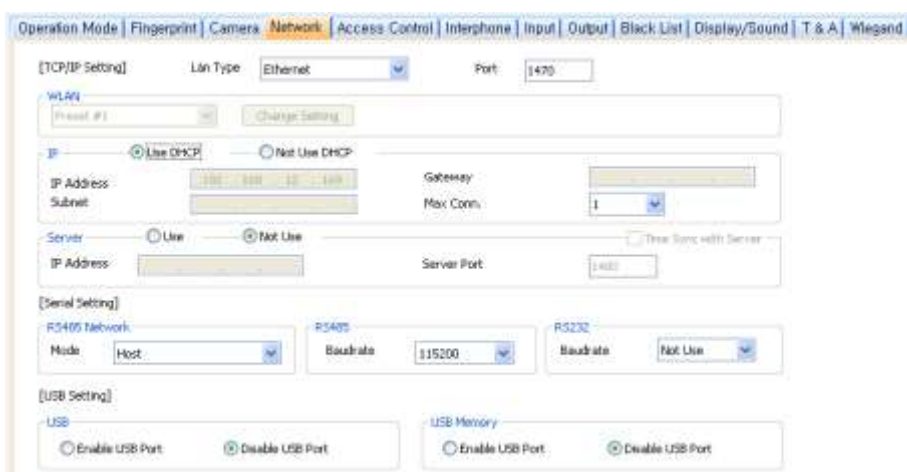 Operation Mode | Fingerprint | Camera Network | Access Control | Interphone | Input | Output | Black List | Display/Sound | T & A | Wiegand
[TCP/IP Setting] Lan Type Ethernet Port 1470
WLAN
Preset #1 Change Setting
IP Use DHCP Not Use DHCP
IP Address Gateway
Subnet Max Conn. 1
Server Use Not Use Time Sync with Server
IP Address Server Port
[Serial Setting]
RS485 Network RS485 RS232
Mode Host Baudrate 115200 Baudrate Not Use
[USB Setting]
USB USB Memory
Enable USB Port Disable USB Port Enable USB Port Disable USB Port